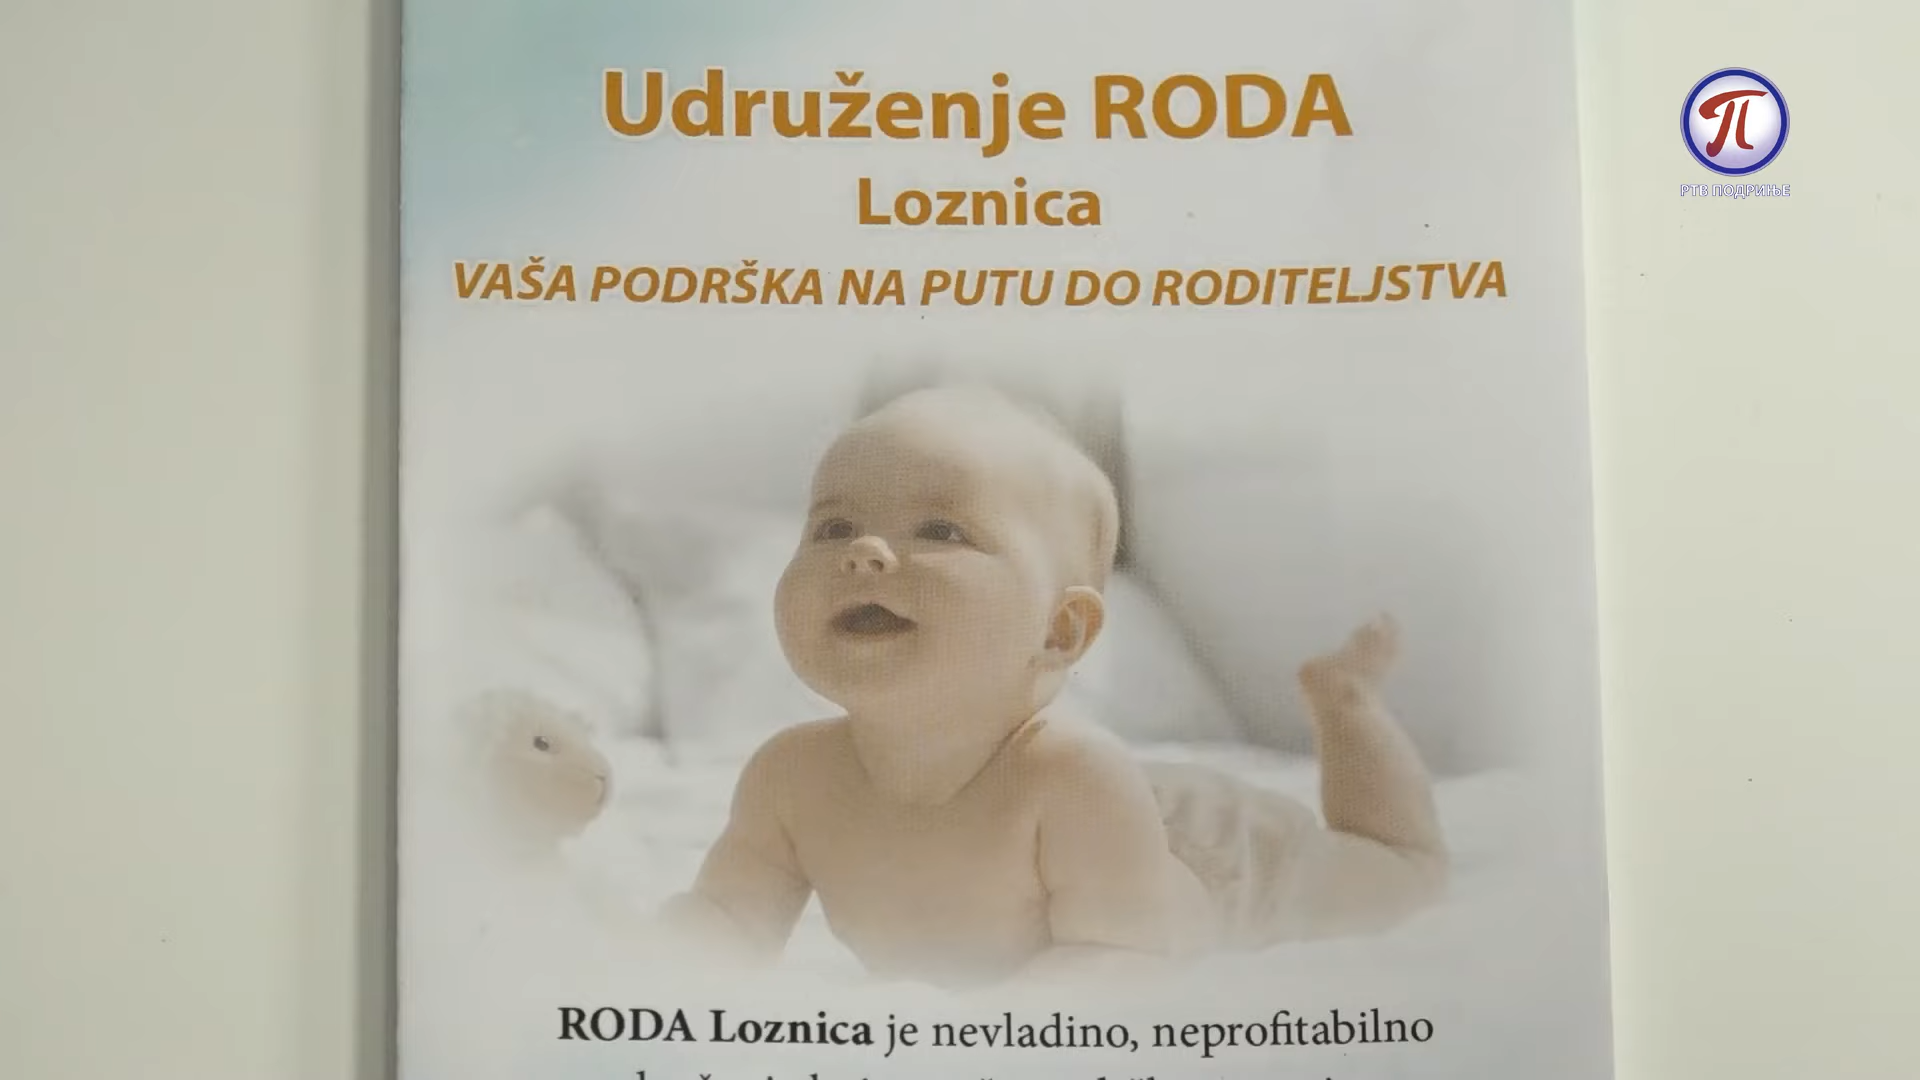 Udruženje RODA
Loznica
VAŠA PODRŠKA NA PUTU DO RODITELJSTVA
РТВ ПОДРИЊЕ
RODA Loznica je nevladino, neprofitabilno